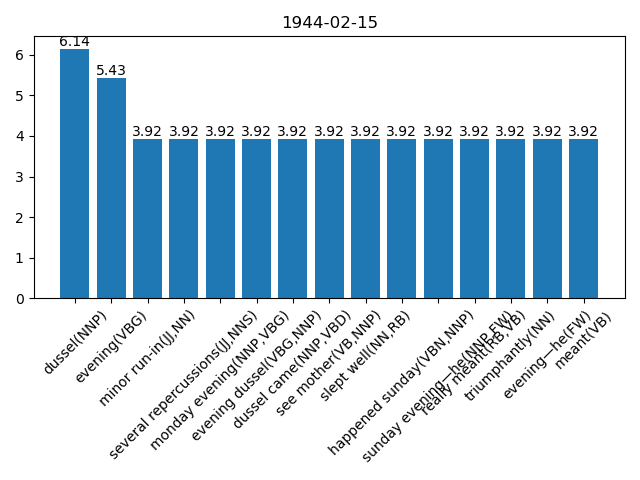 1944-02-15
6.14
5.43
3.92
3.92
3.92
3.92
3.92
3.92
3.92
3.92
3.92
3.92
3.92
3.92
3.92
6
5
4
3
2
1
0
dussel(NNP)
evening(VBG)
minor run-in(JJ,NN)
several repercussions(JJ,NNS)
monday evening(NNP,VBG)
evening dussel(VBG,NNP)
dussel came(NNP,VBD)
see mother(VB,NNP)
slept well(NN,RB)
happened sunday(VBN,NNP)
sunday evening—he(NNP,FW)
really meant(RB,VB)
triumphantly(NN)
evening—he(FW)
meant(VB)